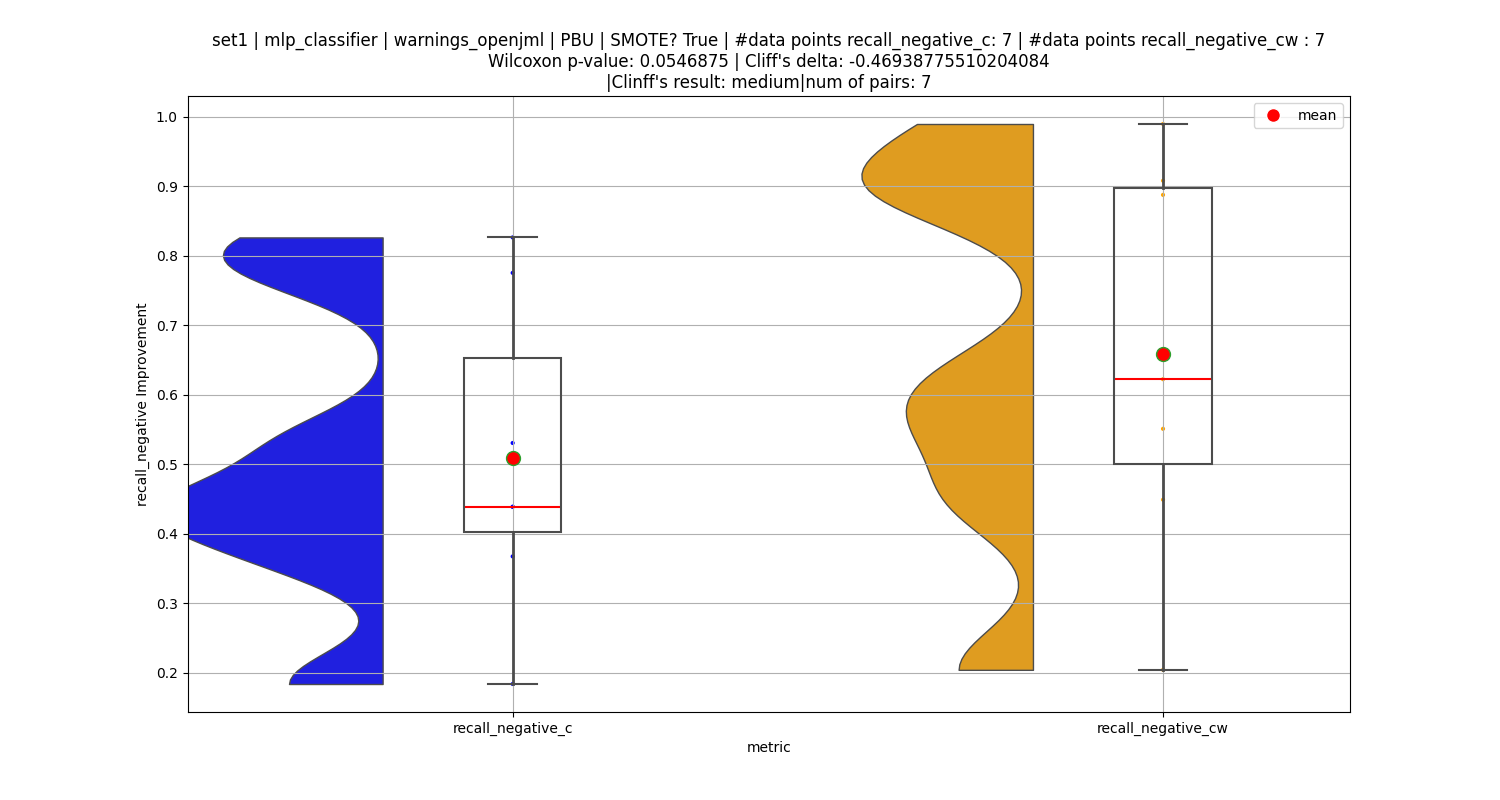 set1 | mlp_classifier | warnings_openjml | PBU | SMOTE? True | #data points recall_negative_c: 7 | #data points recall_negative_cw : 7
Wilcoxon p-value: 0.0546875 | Cliff's delta: -0.46938775510204084
|Clinff's result: medium|num of pairs: 7
mean
1.0
0.9
0.8
0.7
0.6
0.5
0.4
0.3
0.2
recall_negative Improvement
recall_negative_c
recall_negative_cw
metric